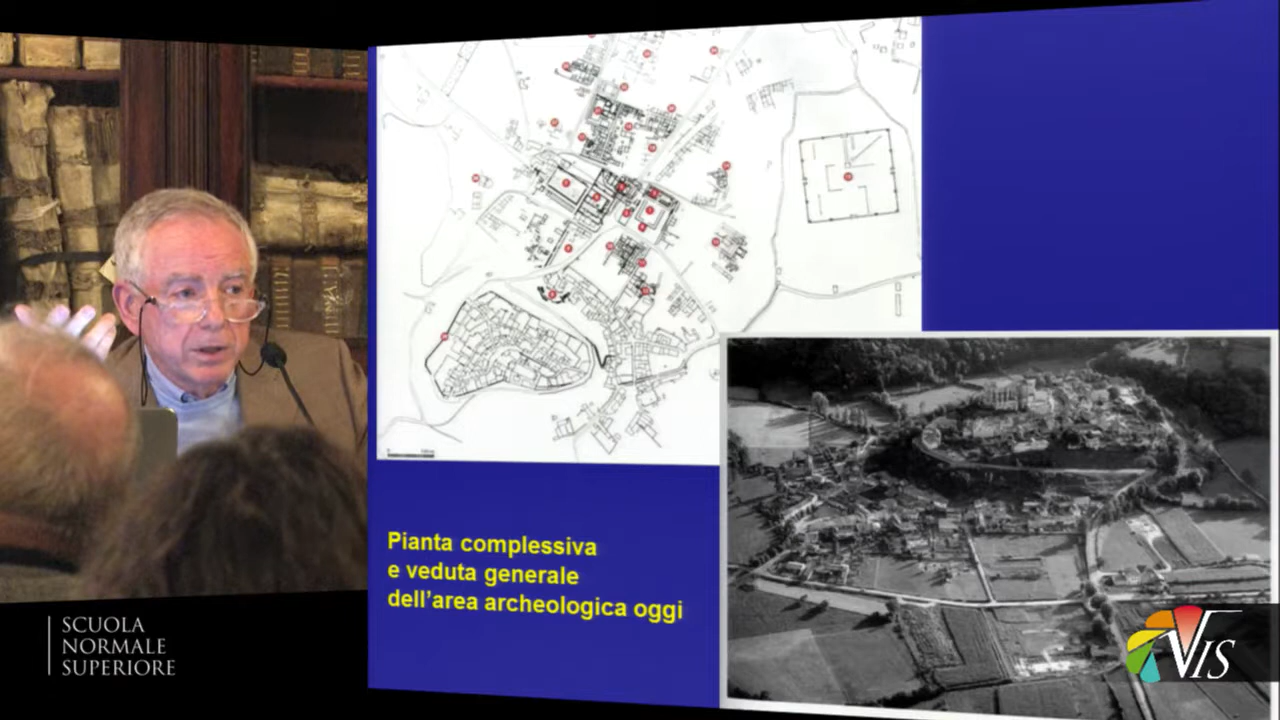 Pianta complessiva
e veduta generale
dell’area archeologica oggi
SCUOLA
NORMALE
SUPERIORE
VIS